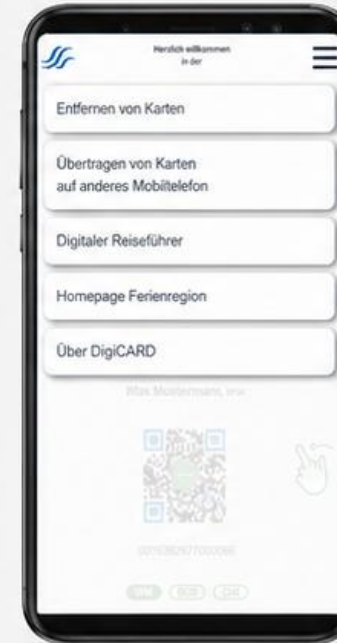 Herzlich willkommen
in der
Entfernen von Karten
Übertragen von Karten
auf anderes Mobiltelefon
Digitaler Reiseführer
Homepage Ferienregion
Über DigiCARD